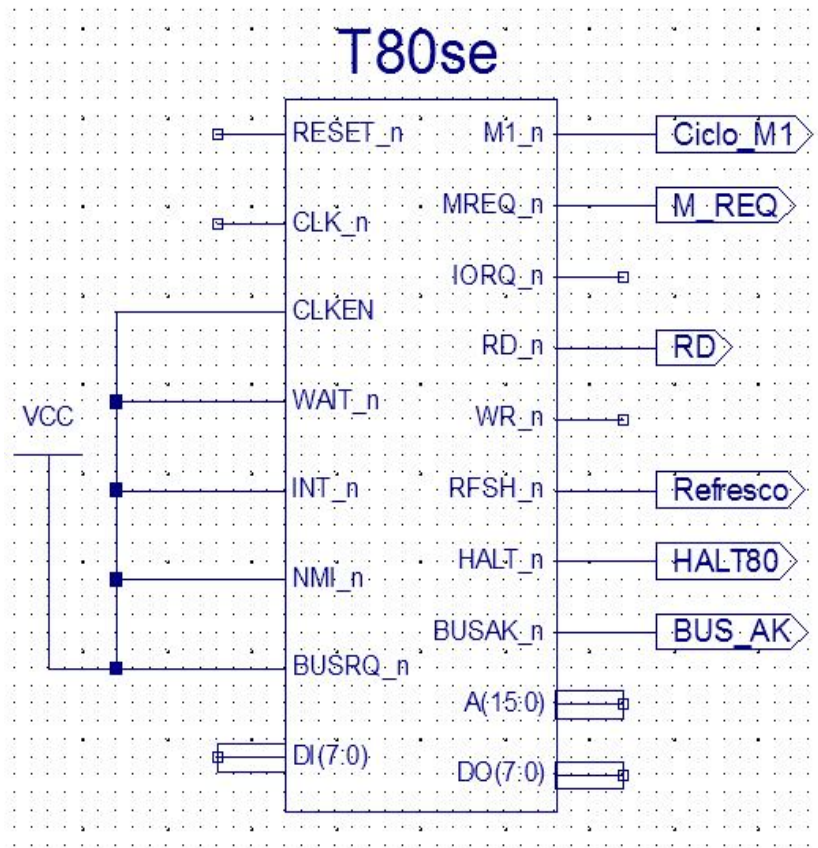 T80se
RESET_n
M1_n
Ciclo_M1
CLK_n
MREQ_n
M_REQ
IORQ_n
CLKEN
RD_n
RD
VCC
WAIT_n
WR_n
INT_n
RFSH_n
Refresco
NMI_n
HALT_n
HALT80
BUSAK_n
BUS_AK
BUSRQ_n
A(15:0)
DI(7:0)
DO(7:0)